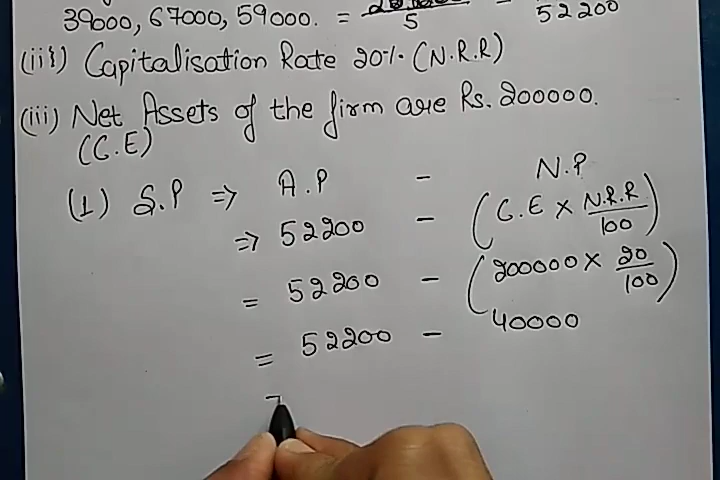 39000, 67000, 59000. = /5 - 52200
(iii) Capitalisation Rate 20% (N.R.R)
(iii) Net Assets of the firm are Rs. 200000.
(C.E)
(1) S.P ⇒ A.P - N.P
⇒ 52200 - (C.E × N.R.R/100)
= 52200 - (200000 × 20/100)
= 52200 - 40000